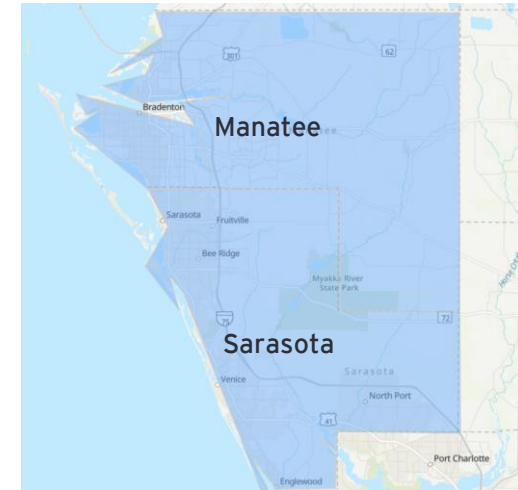 301
62
Bradenton
Manatee
Sarasota
Fruitville
Bee Ridge
Myakka River
State Park
75
72
Sarasota
Sarasota
Venice
North Port
41
Port Charlotte
Englewood